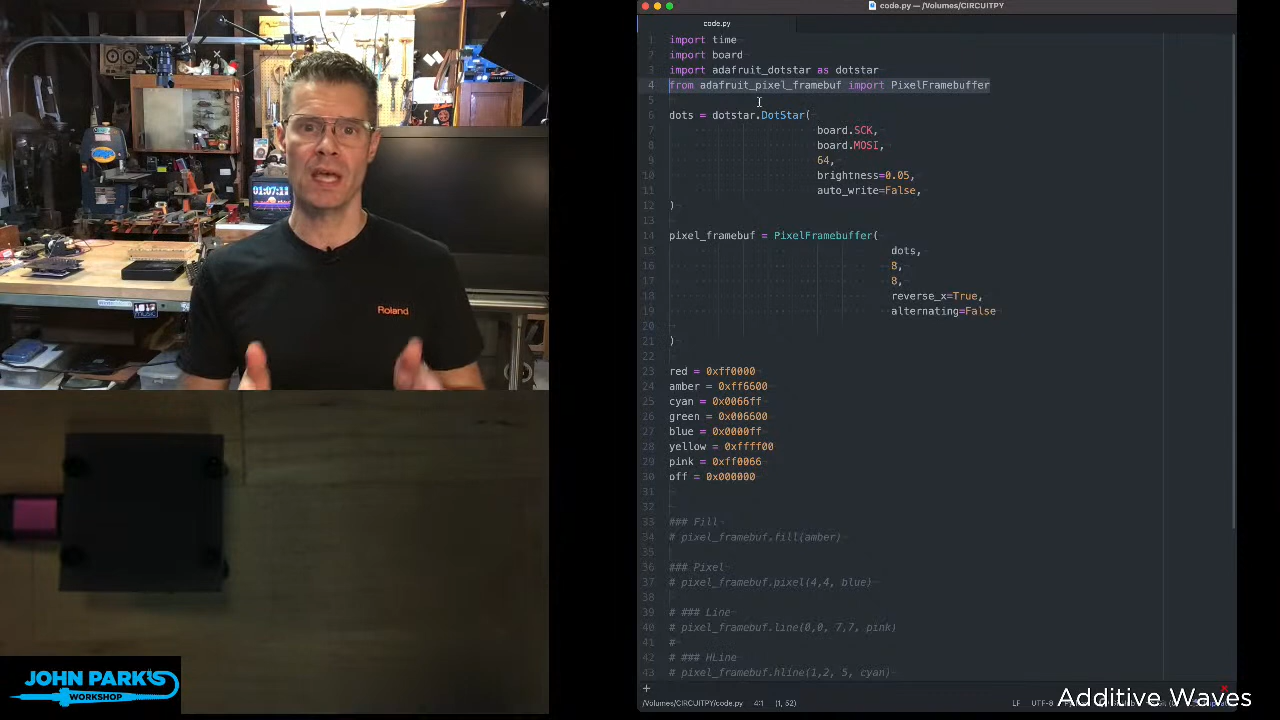 code.py — /Volumes/CIRCUITPY
code.py
1 import time
2 import board
3 import adafruit_dotstar as dotstar
4 from adafruit_pixel_framebuf import PixelFramebuffer
5
6 dots = dotstar.DotStar(
7 board.SCK,
8 board.MOSI,
9 64,
10 brightness=0.05,
11 auto_write=False,
12 )
13
14 pixel_framebuf = PixelFramebuffer(
15 dots,
16 8,
17 8,
18 reverse_x=True,
19 alternating=False
20
21 )
22
23 red = 0xff0000
24 amber = 0xff6600
25 cyan = 0x0066ff
26 green = 0x006600
27 blue = 0x0000ff
28 yellow = 0xffff00
29 pink = 0xff0066
30 off = 0x000000
31
32
33 ### Fill
34 # pixel_framebuf.fill(amber)
35
36 ### Pixel
37 # pixel_framebuf.pixel(4,4, blue)
38
39 # ### Line
40 # pixel_framebuf.line(0,0, 7,7, pink)
41 #
42 # ### HLine
43 # pixel_framebuf.hline(1,2, 5, cyan)
/Volumes/CIRCUITPY/code.py 4:1 (1, 52)
LF UTF-8
Additive Waves
01:07:11
Roland
MUSIC
JOHN PARK'S
WORKSHOP